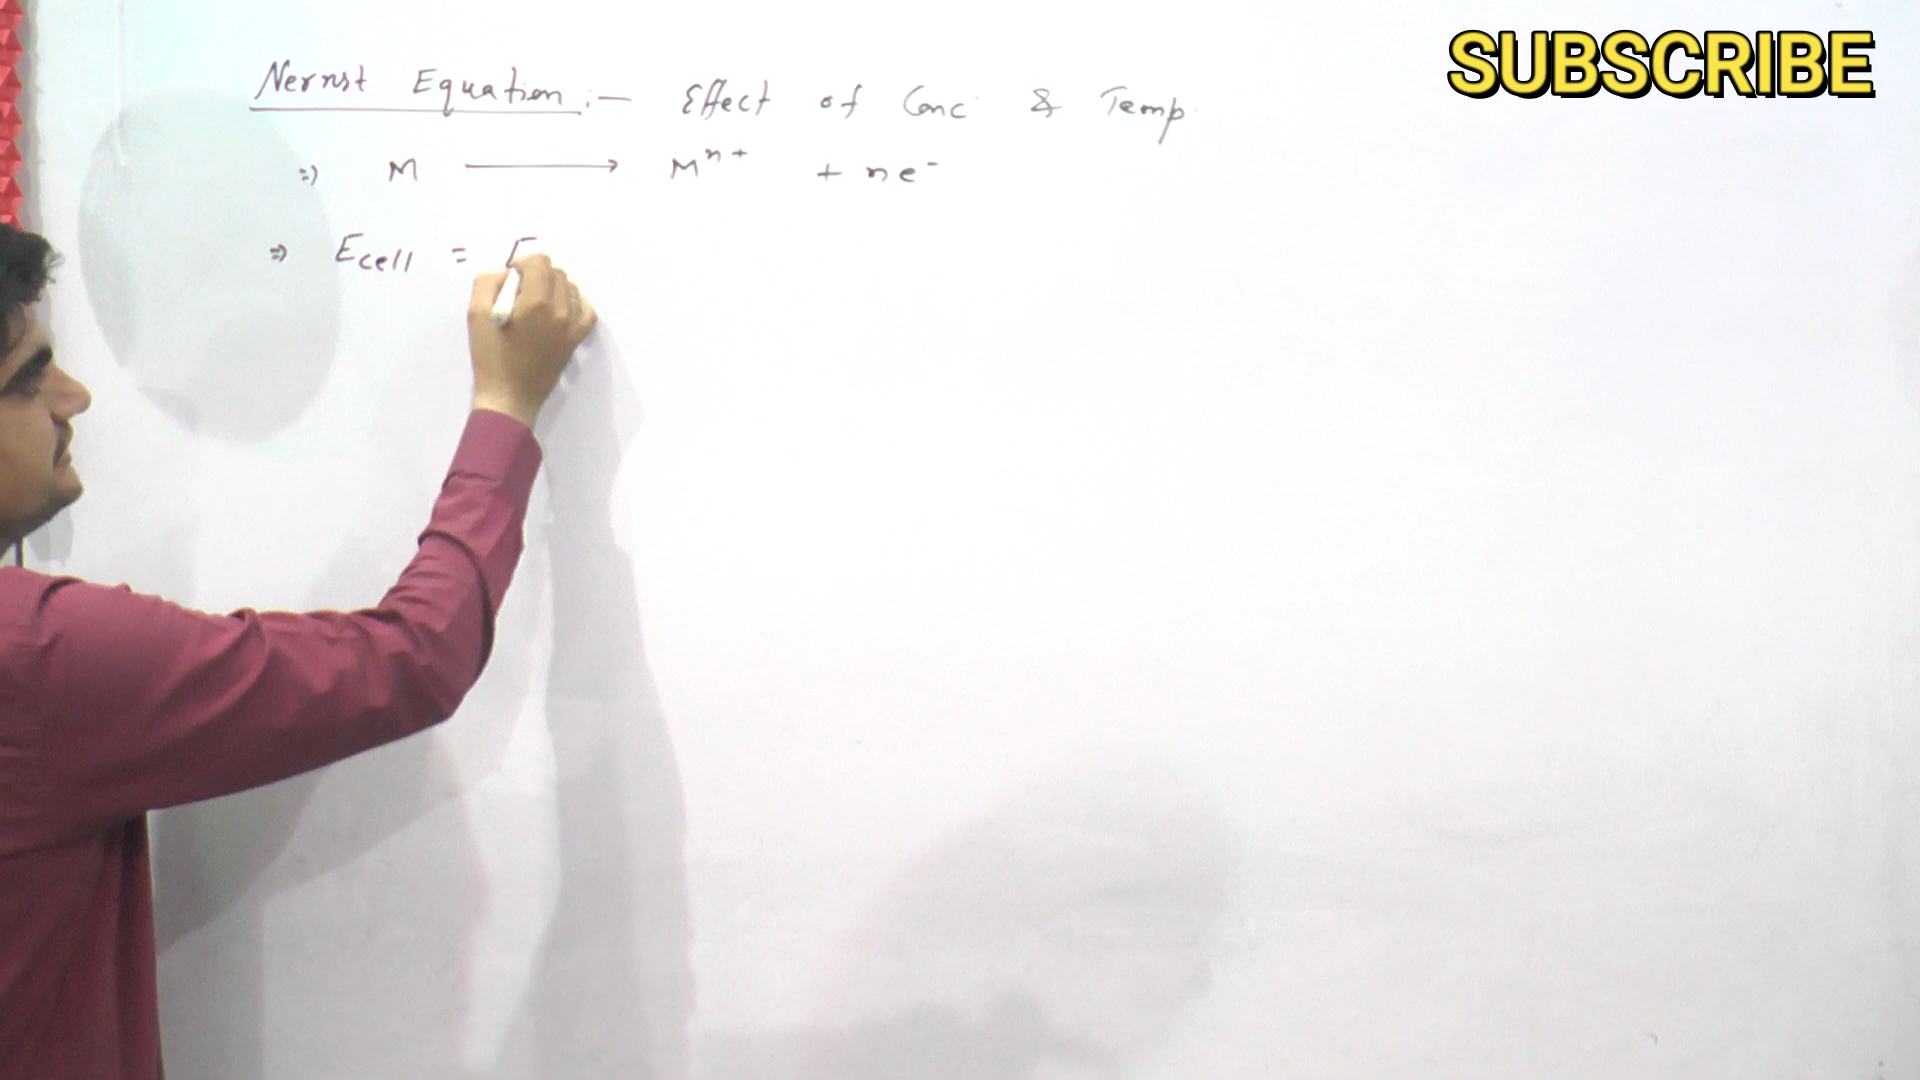 SUBSCRIBE
Nernst Equation :— Effect of Conc & Temp.
⇒ M ⟶ Mⁿ⁺ + ne⁻
⇒ Ecell = E